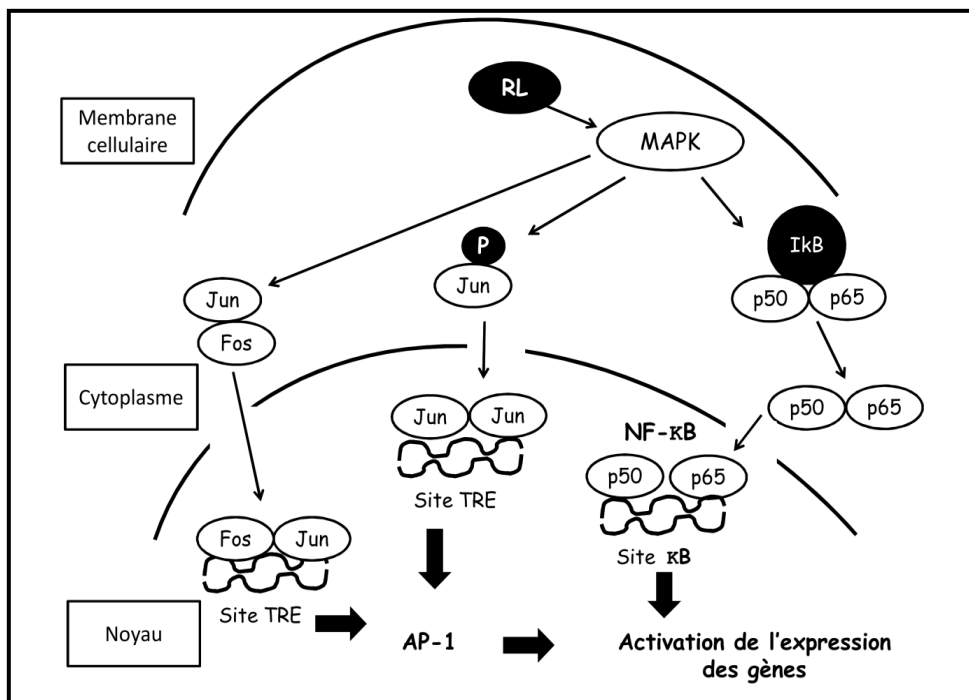 RL
Membrane
cellulaire
MAPK
P
IkB
Jun
Jun
p50
p65
Fos
Cytoplasme
p50
p65
Jun
Jun
NF-κB
p50
p65
Site TRE
Fos
Jun
Site κB
Site TRE
Noyau
AP-1
Activation de l'expression
des gènes